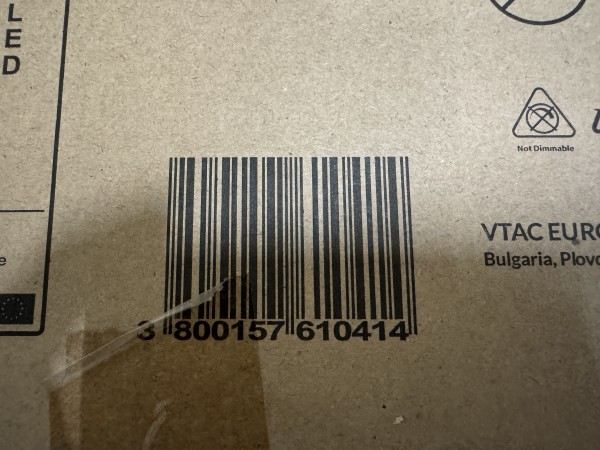 L
E
D
Not Dimmable
VTAC EURO
Bulgaria, Plovd
e
3 800157 610414